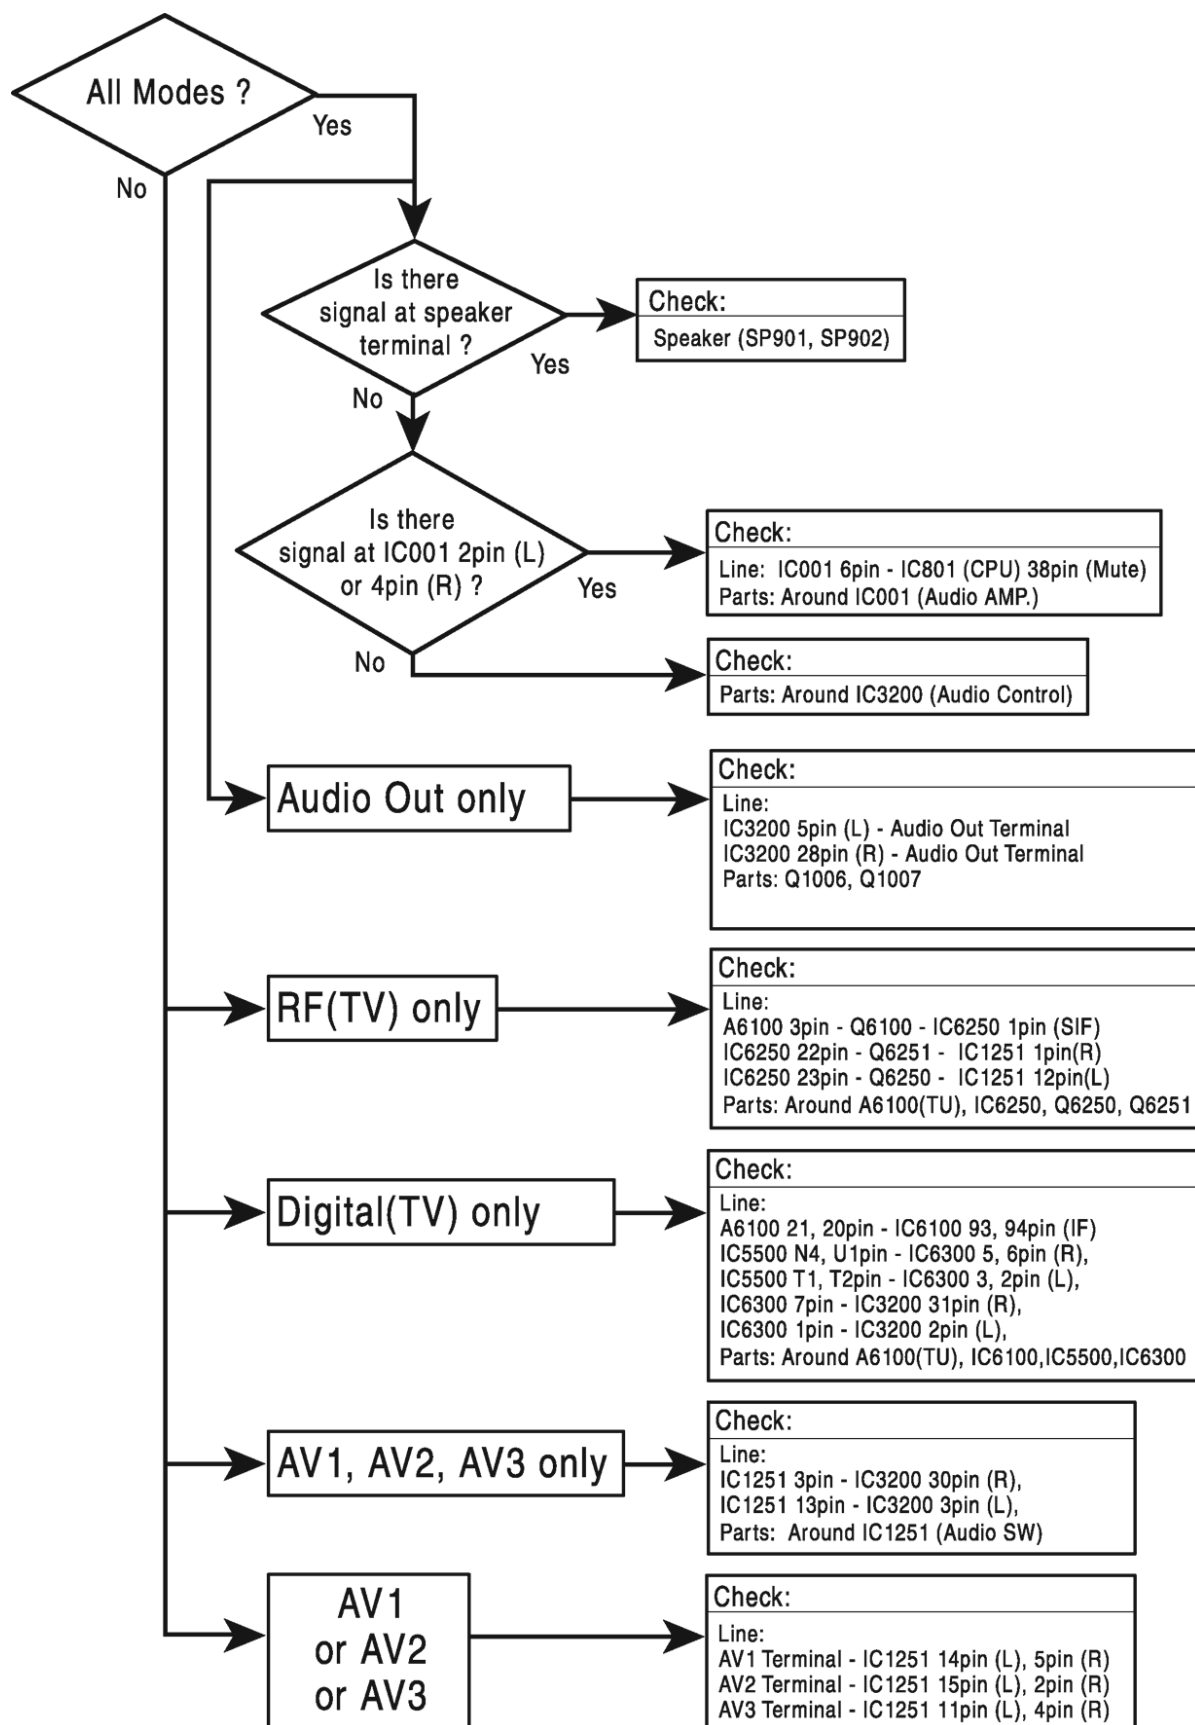 All Modes ?
Yes
No
Is there
signal at speaker
terminal ?
Yes
No
Check:
Speaker (SP901, SP902)
Is there
signal at IC001 2pin (L)
or 4pin (R) ?
Yes
No
Check:
Line: IC001 6pin - IC801 (CPU) 38pin (Mute)
Parts: Around IC001 (Audio AMP.)
Check:
Parts: Around IC3200 (Audio Control)
Audio Out only
Check:
Line:
IC3200 5pin (L) - Audio Out Terminal
IC3200 28pin (R) - Audio Out Terminal
Parts: Q1006, Q1007
RF(TV) only
Check:
Line:
A6100 3pin - Q6100 - IC6250 1pin (SIF)
IC6250 22pin - Q6251 - IC1251 1pin(R)
IC6250 23pin - Q6250 - IC1251 12pin(L)
Parts: Around A6100(TU), IC6250, Q6250, Q6251
Digital(TV) only
Check:
Line:
A6100 21, 20pin - IC6100 93, 94pin (IF)
IC5500 N4, U1pin - IC6300 5, 6pin (R),
IC5500 T1, T2pin - IC6300 3, 2pin (L),
IC6300 7pin - IC3200 31pin (R),
IC6300 1pin - IC3200 2pin (L),
Parts: Around A6100(TU), IC6100,IC5500,IC6300
AV1, AV2, AV3 only
Check:
Line:
IC1251 3pin - IC3200 30pin (R),
IC1251 13pin - IC3200 3pin (L),
Parts: Around IC1251 (Audio SW)
AV1
or AV2
or AV3
Check:
Line:
AV1 Terminal - IC1251 14pin (L), 5pin (R)
AV2 Terminal - IC1251 15pin (L), 2pin (R)
AV3 Terminal - IC1251 11pin (L), 4pin (R)